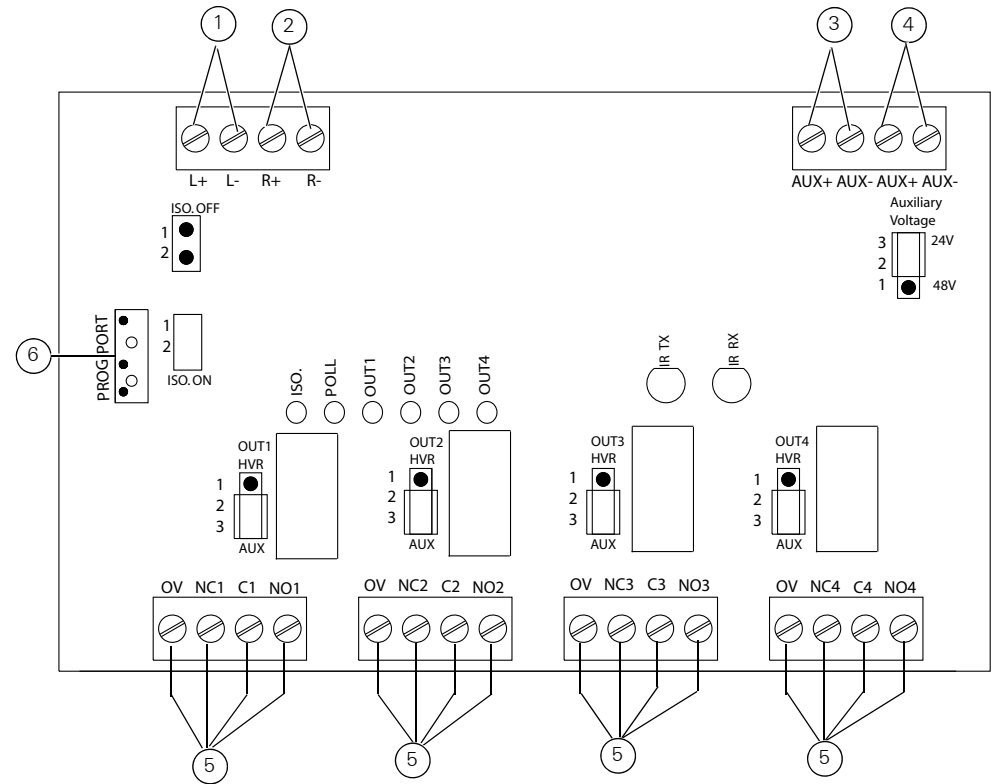 1 2 3 4
L+ L- R+ R-
AUX+ AUX- AUX+ AUX-
ISO. OFF
1
2
Auxiliary
Voltage
3 24V
2
1 48V
6
PROG PORT
1
2
ISO. ON
ISO. POLL OUT1 OUT2 OUT3 OUT4
IR TX IR RX
OUT1
HVR
1
2
3
AUX
OUT2
HVR
1
2
3
AUX
OUT3
HVR
1
2
3
AUX
OUT4
HVR
1
2
3
AUX
OV NC1 C1 NO1
OV NC2 C2 NO2
OV NC3 C3 NO3
OV NC4 C4 NO4
5 5 5 5